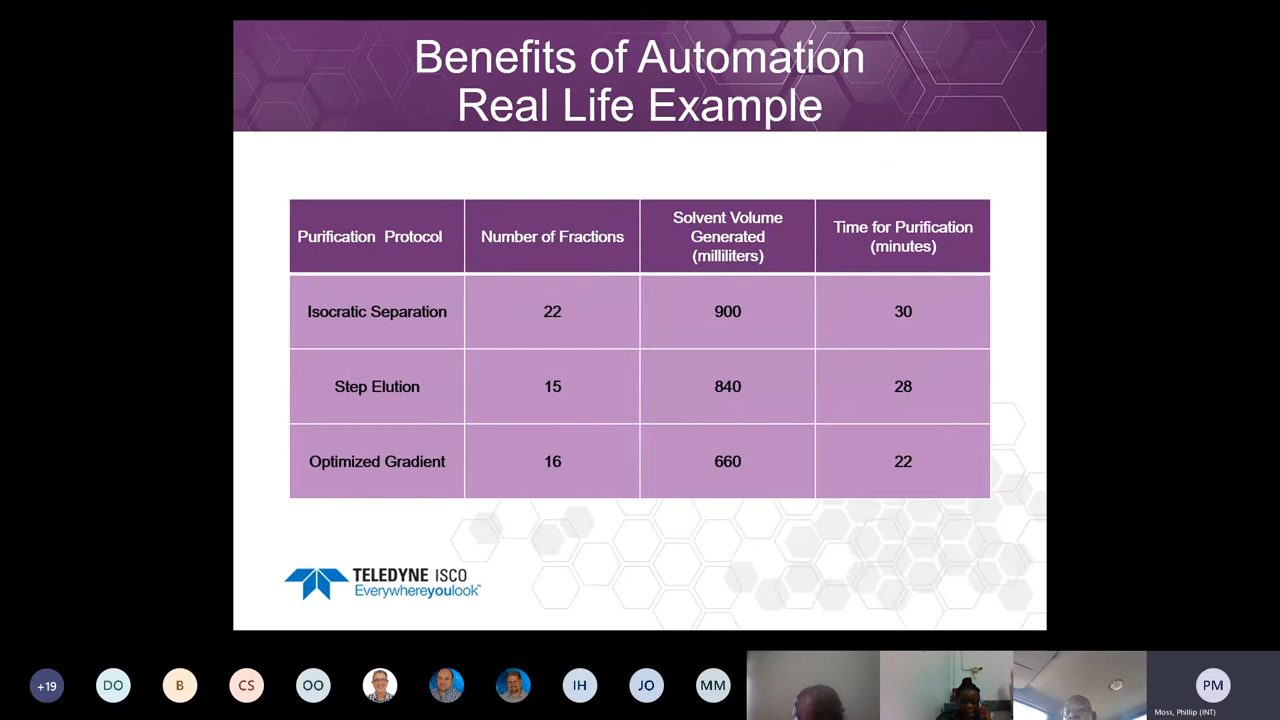 Benefits of Automation
Real Life Example
Purification Protocol
Number of Fractions
Solvent Volume
Generated
(milliliters)
Time for Purification
(minutes)
Isocratic Separation
22
900
30
Step Elution
15
840
28
Optimized Gradient
16
660
22
TELEDYNE ISCO
Everywhereyoulook™
+19
DO
B
CS
OO
IH
JO
MM
PM
Moss, Phillip (INT)